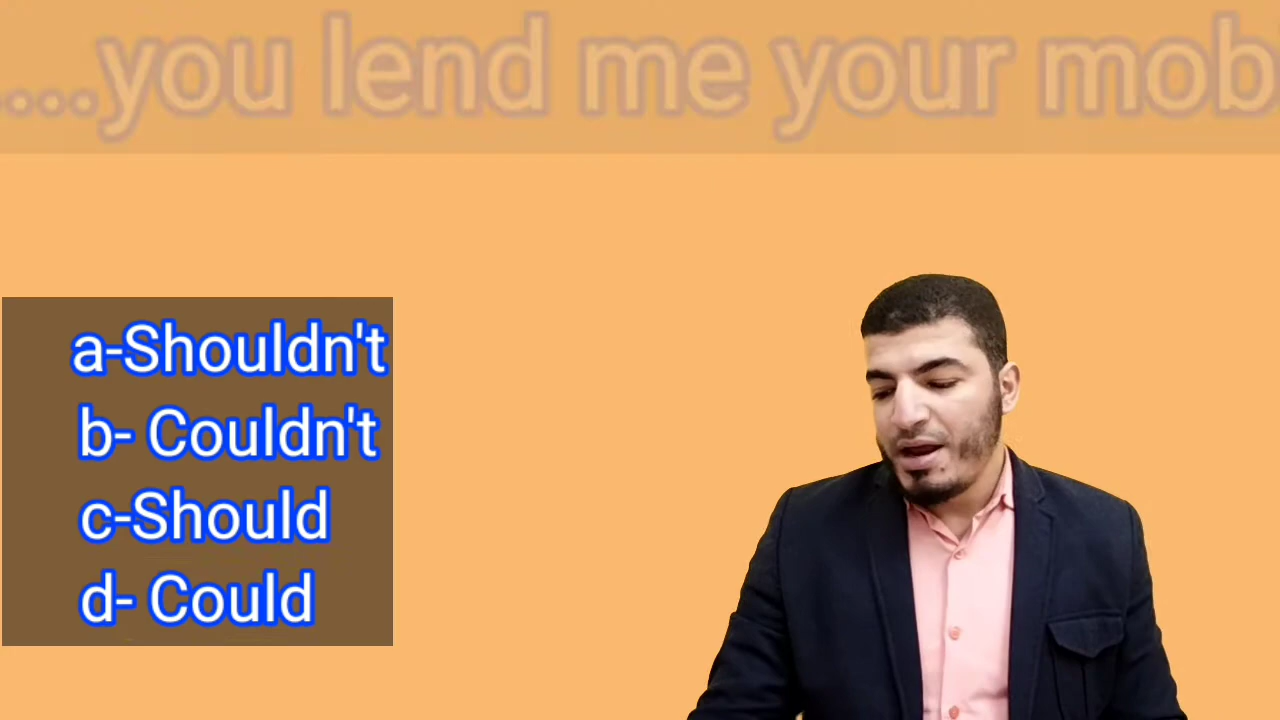 ....you lend me your mob
a-Shouldn't
b- Couldn't
c-Should
d- Could